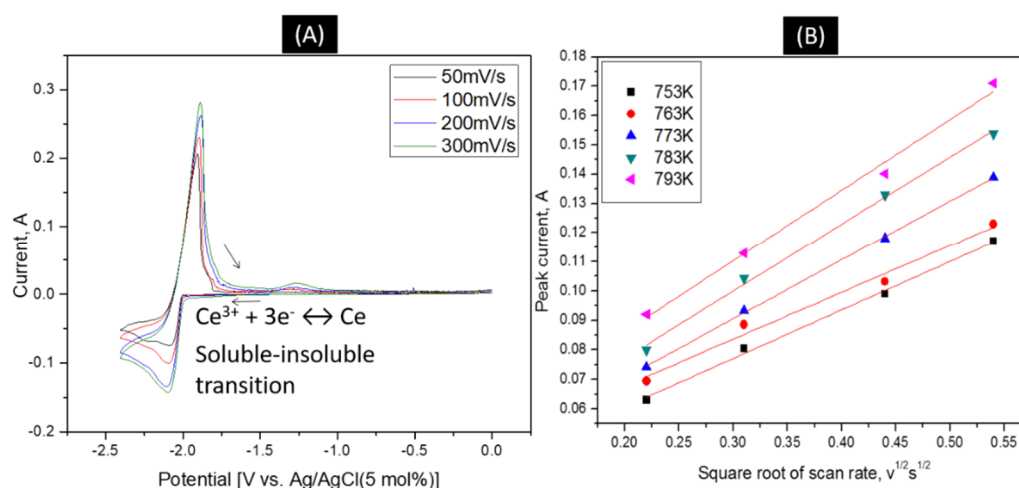 (A)
(B)
50mV/s
100mV/s
200mV/s
300mV/s
0.3
0.2
0.1
0.0
-0.1
-0.2
Current, A
Ce³⁺ + 3e⁻ ↔ Ce
Soluble-insoluble
transition
-2.5
-2.0
-1.5
-1.0
-0.5
0.0
Potential [V vs. Ag/AgCl(5 mol%)]
753K
763K
773K
783K
793K
0.18
0.17
0.16
0.15
0.14
0.13
0.12
0.11
0.10
0.09
0.08
0.07
0.06
Peak current, A
0.20
0.25
0.30
0.35
0.40
0.45
0.50
0.55
Square root of scan rate, v^1/2 s^1/2